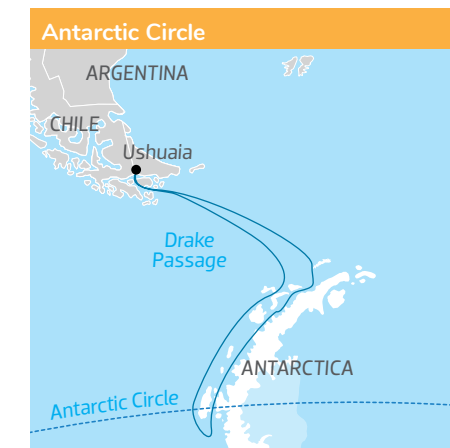 Antarctic Circle
ARGENTINA
CHILE
Ushuaia
Drake
Passage
ANTARCTICA
Antarctic Circle